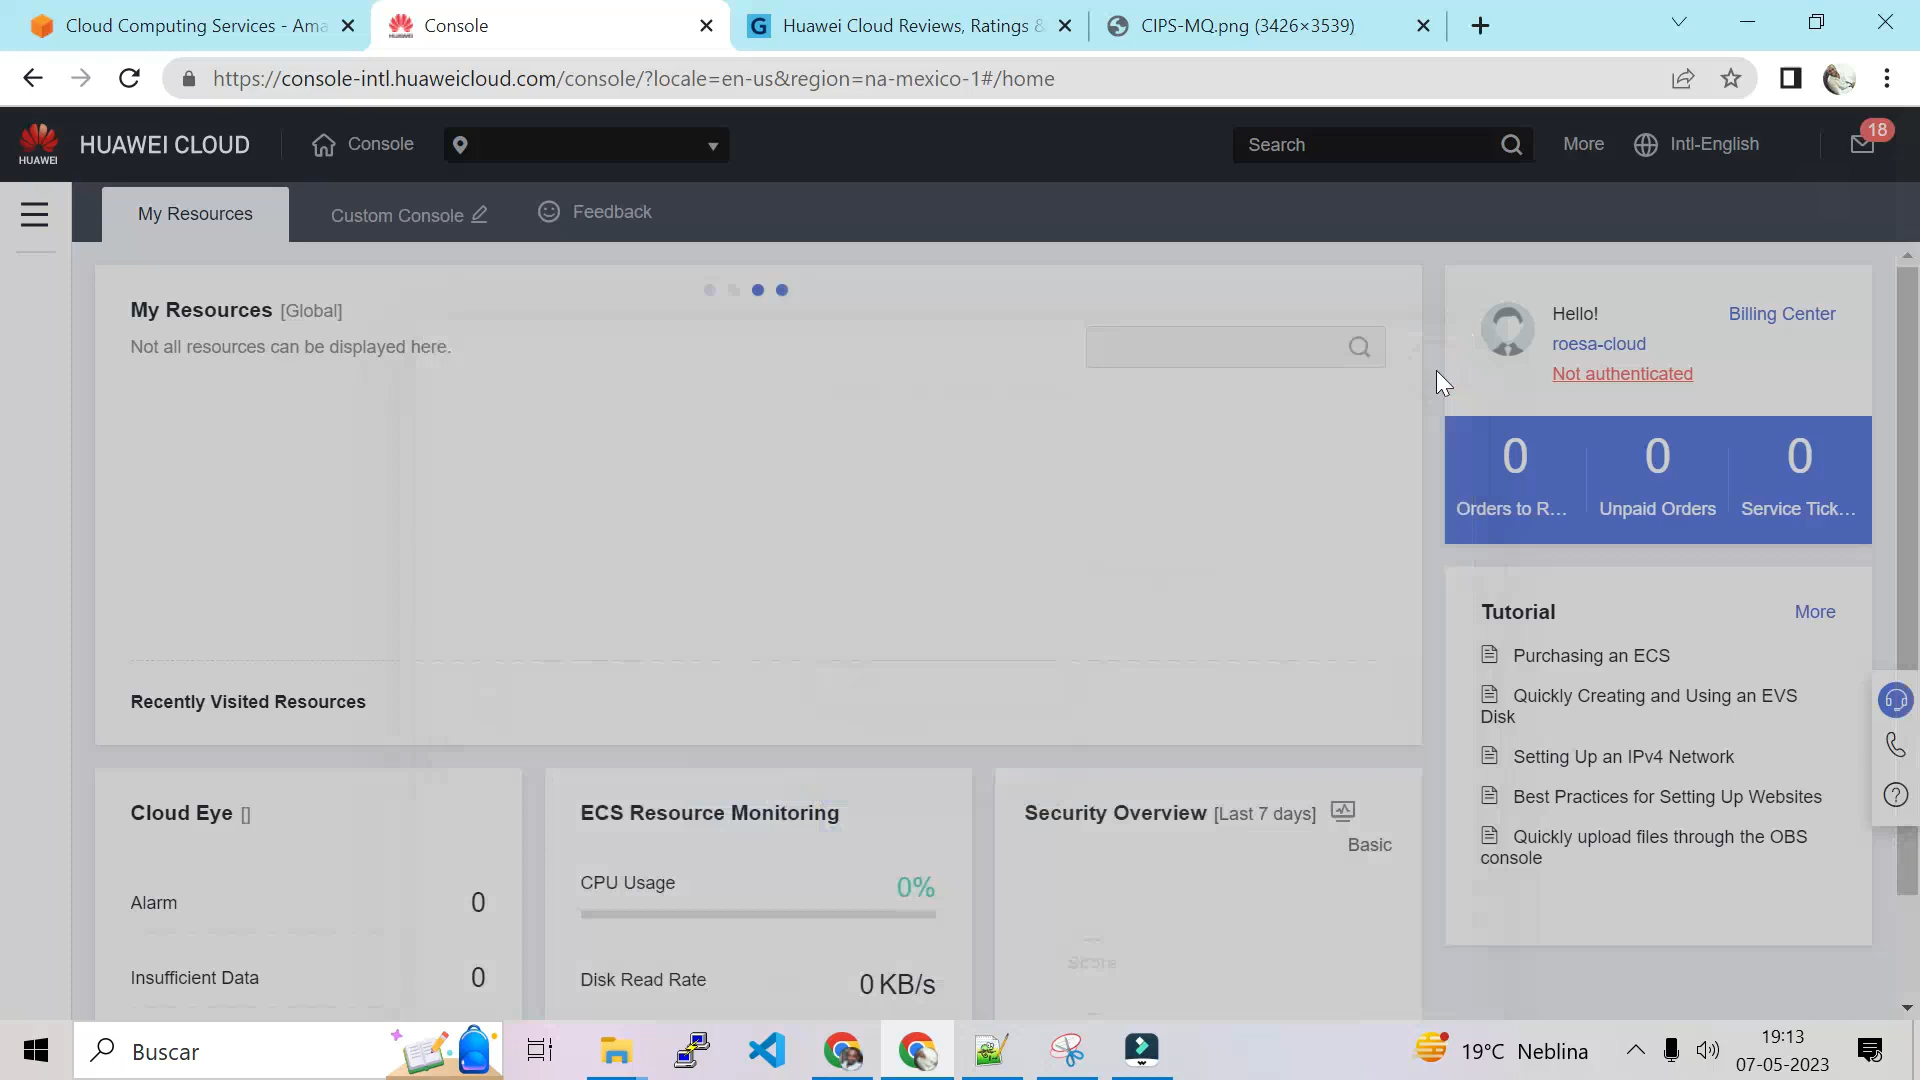 Cloud Computing Services - Ama
Console
Huawei Cloud Reviews, Ratings &
CIPS-MQ.png (3426×3539)
https://console-intl.huaweicloud.com/console/?locale=en-us&region=na-mexico-1#/home
HUAWEI
HUAWEI CLOUD
Console
Search
More
Intl-English
18
My Resources
Custom Console
Feedback
My Resources [Global]
Not all resources can be displayed here.
Recently Visited Resources
Hello!
Billing Center
roesa-cloud
Not authenticated
0 0 0
Orders to R... Unpaid Orders Service Tick...
Tutorial
More
Purchasing an ECS
Quickly Creating and Using an EVS
Disk
Setting Up an IPv4 Network
Best Practices for Setting Up Websites
Quickly upload files through the OBS
console
Cloud Eye []
Alarm 0
Insufficient Data 0
ECS Resource Monitoring
CPU Usage 0%
Disk Read Rate 0 KB/s
Security Overview [Last 7 days]
Basic
--
Score
Buscar
19°C Neblina
19:13
07-05-2023